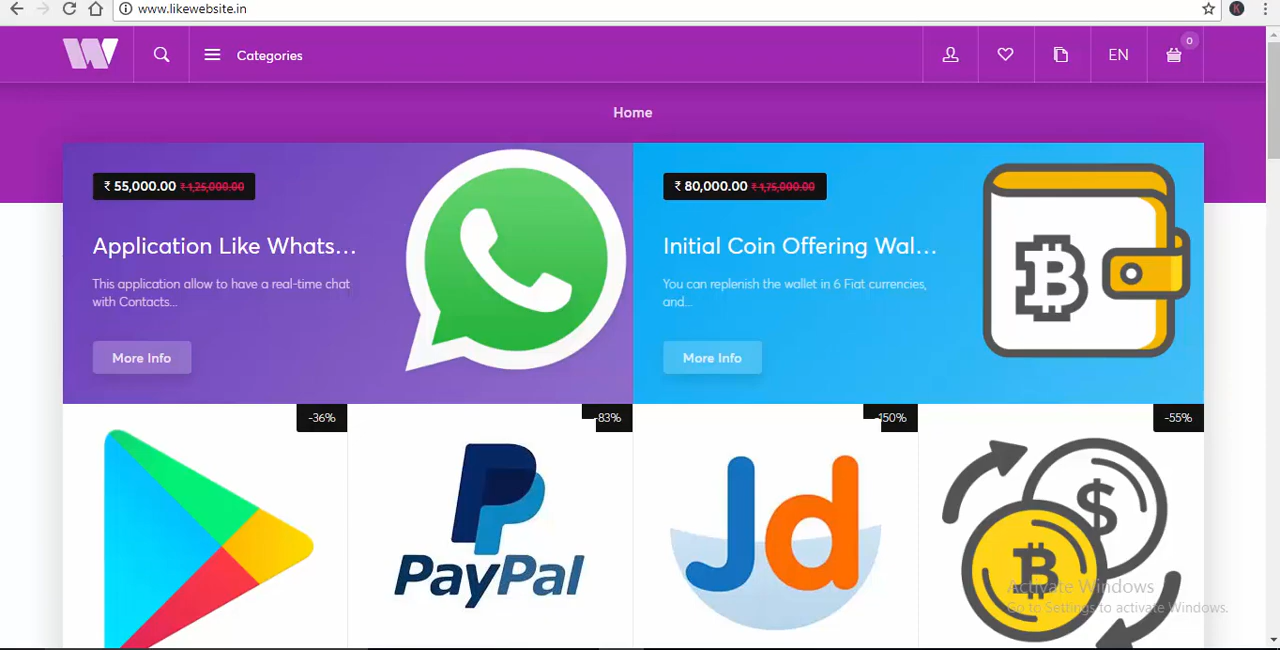 www.likewebsite.in
K
W
Categories
EN
0
Home
₹ 55,000.00 ₹ 1,25,000.00
Application Like Whats...
This application allow to have a real-time chat
with Contacts...
More Info
₹ 80,000.00 ₹ 1,75,000.00
Initial Coin Offering Wal...
You can replenish the wallet in 6 Fiat currencies,
and...
More Info
-36%
-83%
-150%
-55%
PayPal
Jd
Activate Windows
Go to Settings to activate Windows.